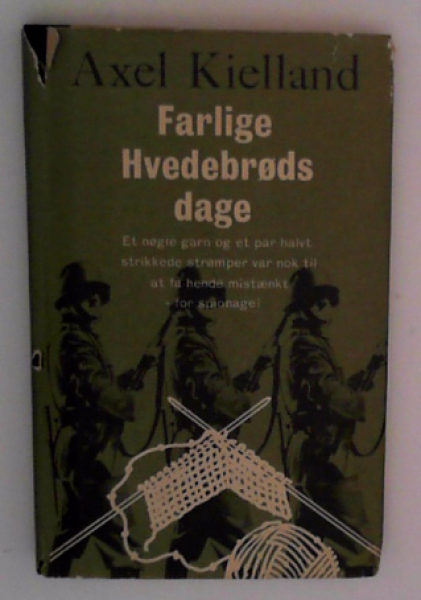 Axel Kielland
Farlige
Hvedebrøds
dage
Et nøgle garn og et par halvt
strikkede strømper var nok til
at få hende mistænkt
- for spionage!